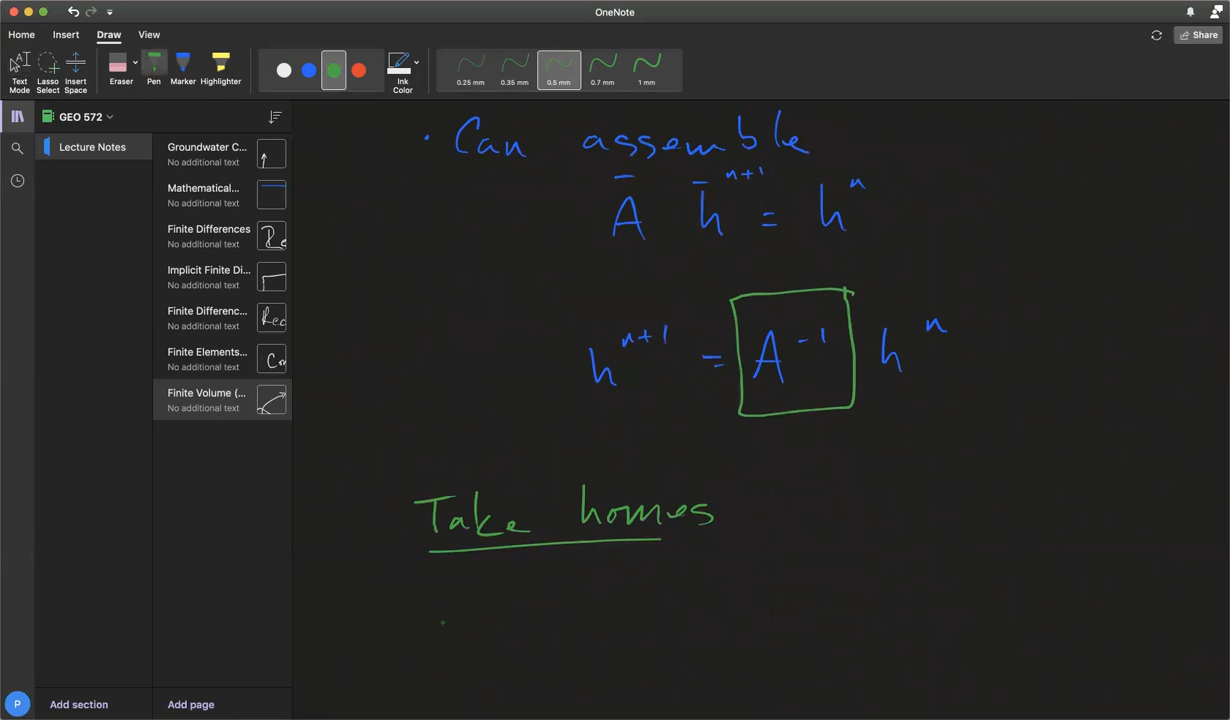 OneNote
Home Insert Draw View
Share
Text Mode
Lasso Select
Insert Space
Eraser
Pen
Marker
Highlighter
Ink Color
0.25 mm
0.35 mm
0.5 mm
0.7 mm
1 mm
GEO 572
Lecture Notes
Groundwater C...
No additional text
Mathematical...
No additional text
Finite Differences
No additional text
Implicit Finite Di...
No additional text
Finite Differenc...
No additional text
Finite Elements...
No additional text
Finite Volume (...
No additional text
· Can assemble
A̅ h̅ⁿ⁺¹ = hⁿ
hⁿ⁺¹ = A⁻¹ hⁿ
Take homes
P
Add section
Add page